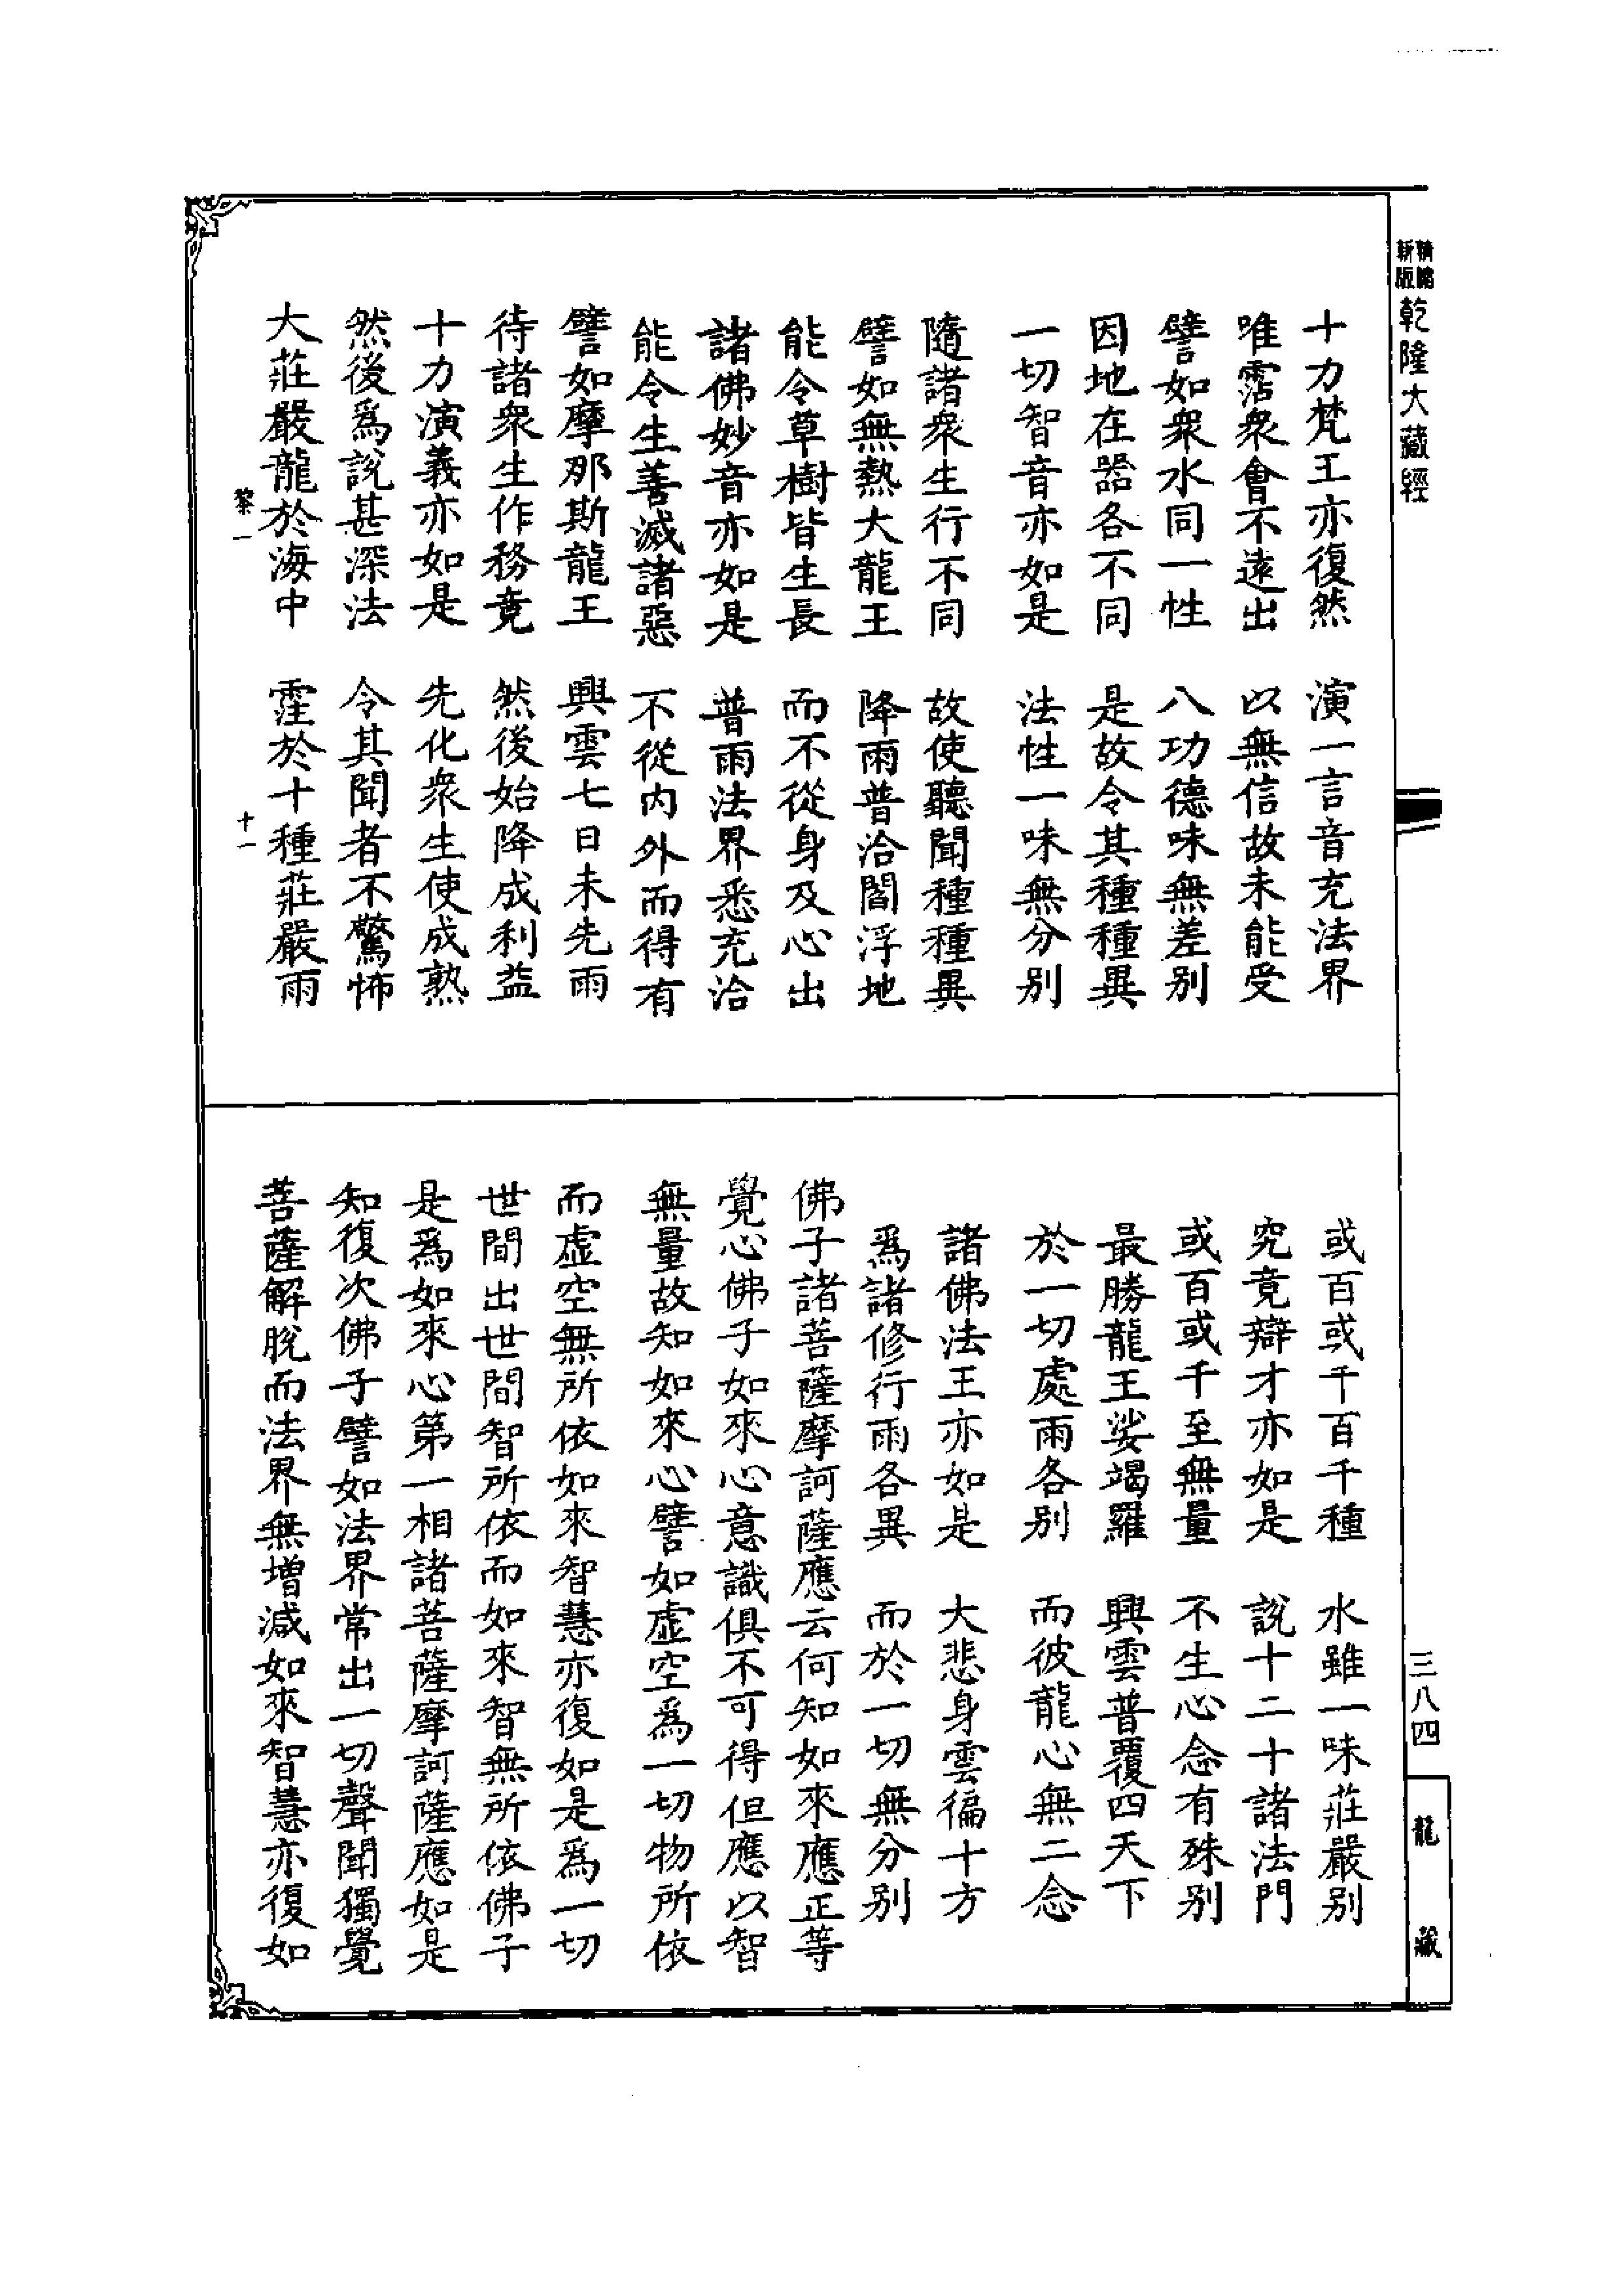 精編
新版
乾隆大藏經
十力梵王亦復然　演一言音充法界
唯霑衆會不遠出　以無信故未能受
譬如衆水同一性　八功德味無差别
因地在器各不同　是故令其種種異
一切智音亦如是　法性一味無分别
隨諸衆生行不同　故使聽聞種種異
譬如無熱大龍王　降雨普洽閻浮地
能令草樹皆生長　而不從身及心出
諸佛妙音亦如是　普雨法界悉充洽
能令生善滅諸惡　不從内外而得有
譬如摩那斯龍王　興雲七日未先雨
待諸衆生作務竟　然後始降成利益
十力演義亦如是　先化衆生使成熟
然後爲説甚深法　令其聞者不驚怖
大莊嚴龍於海中　霔於十種莊嚴雨
黎一　十一
或百或千百千種　水雖一味莊嚴别
究竟辯才亦如是　説十二十諸法門
或百或千至無量　不生心念有殊别
最勝龍王娑竭羅　興雲普覆四天下
於一切處雨各别　而彼龍心無二念
諸佛法王亦如是　大悲身雲徧十方
爲諸修行雨各異　而於一切無分别
佛子諸菩薩摩訶薩應云何知如來應正等
覺心佛子如來心意識俱不可得但應以智
無量故知如來心譬如虚空爲一切物所依
而虚空無所依如來智慧亦復如是爲一切
世間出世間智所依而如來智無所依佛子
是爲如來心第一相諸菩薩摩訶薩應如是
知復次佛子譬如法界常出一切聲聞獨覺
菩薩解脱而法界無增減如來智慧亦復如
三八四
龍藏